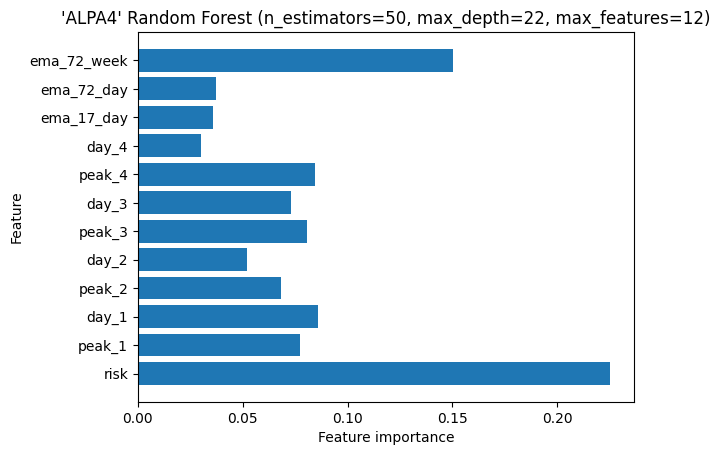 'ALPA4' Random Forest (n_estimators=50, max_depth=22, max_features=12)
ema_72_week
ema_72_day
ema_17_day
day_4
peak_4
day_3
peak_3
day_2
peak_2
day_1
peak_1
risk
Feature
0.00 0.05 0.10 0.15 0.20
Feature importance